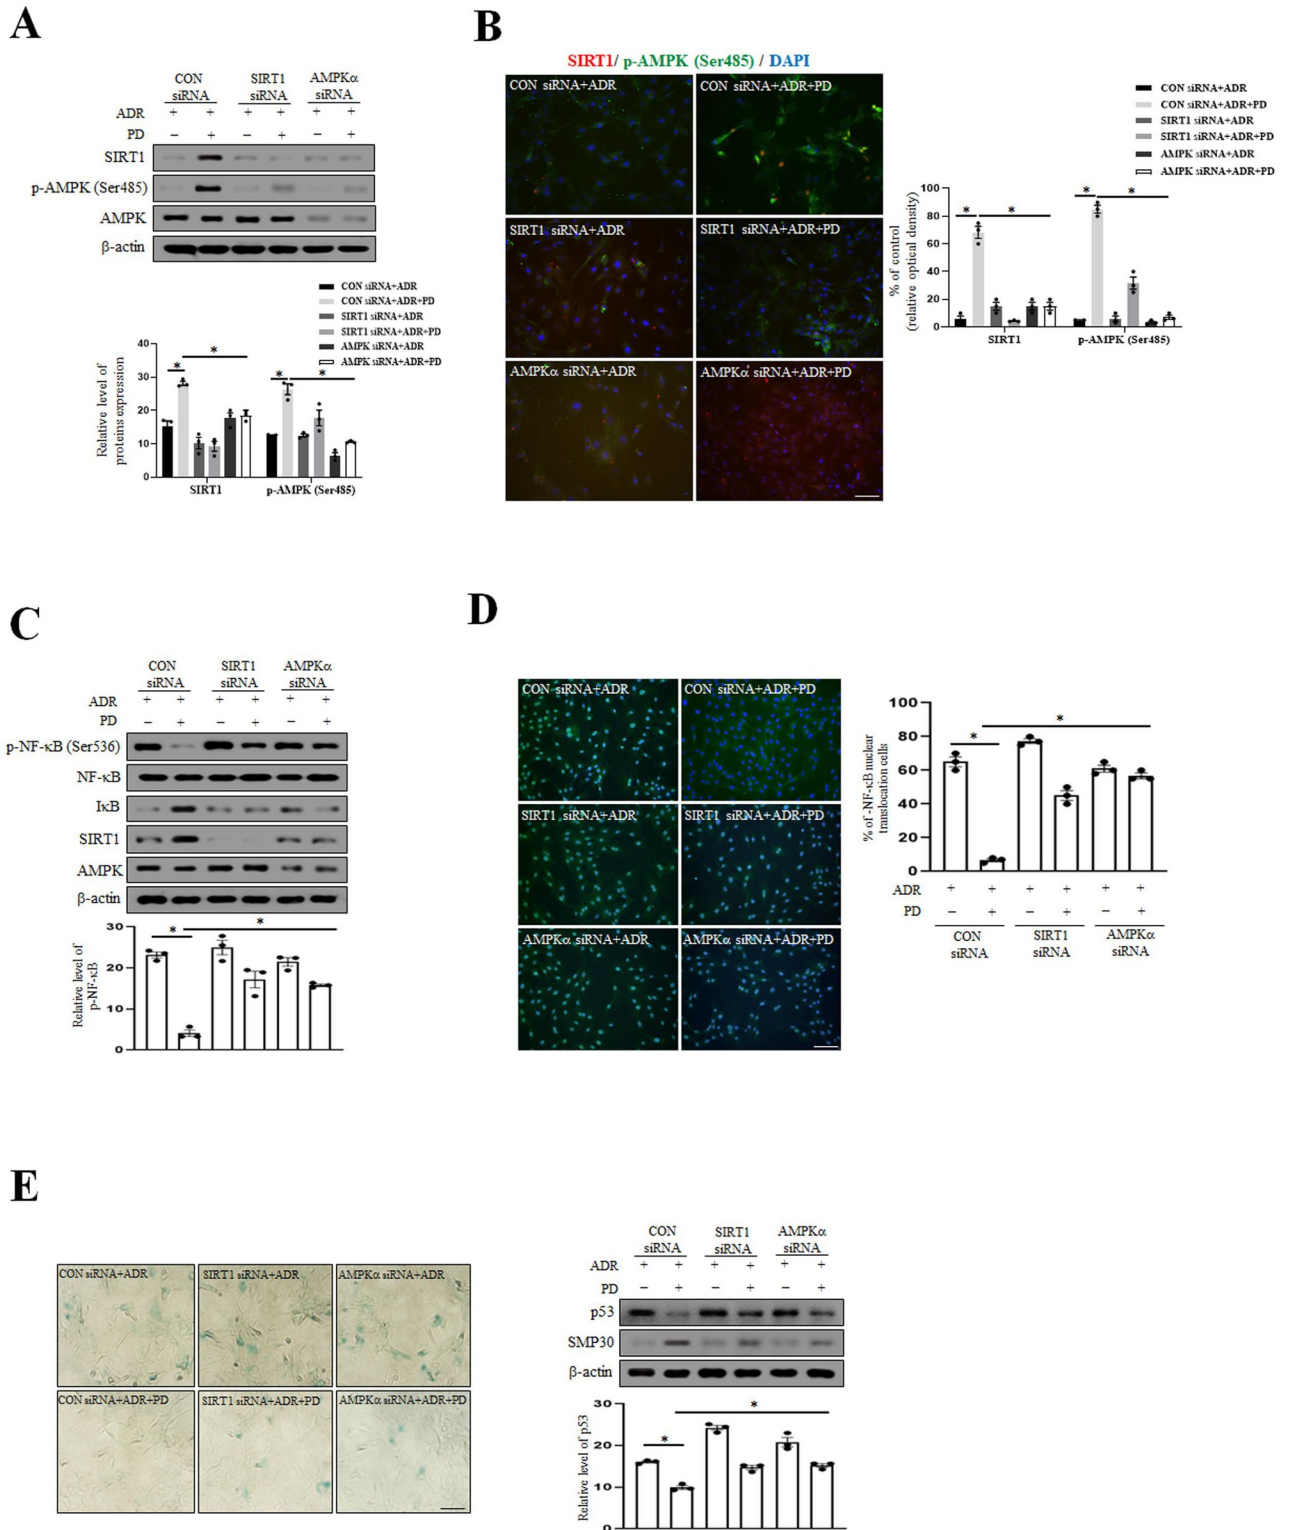 A
CON siRNA
SIRT1 siRNA
AMPKα siRNA
ADR + + + + + +
PD – + – + – +
SIRT1
p-AMPK (Ser485)
AMPK
β-actin
CON siRNA+ADR
CON siRNA+ADR+PD
SIRT1 siRNA+ADR
SIRT1 siRNA+ADR+PD
AMPK siRNA+ADR
AMPK siRNA+ADR+PD
Relative level of
proteins expression
40
30
20
10
0
* * * *
SIRT1 p-AMPK (Ser485)
B
SIRT1/ p-AMPK (Ser485) / DAPI
CON siRNA+ADR CON siRNA+ADR+PD
SIRT1 siRNA+ADR SIRT1 siRNA+ADR+PD
AMPKα siRNA+ADR AMPKα siRNA+ADR+PD
CON siRNA+ADR
CON siRNA+ADR+PD
SIRT1 siRNA+ADR
SIRT1 siRNA+ADR+PD
AMPK siRNA+ADR
AMPK siRNA+ADR+PD
% of control
(relative optical density)
100
80
60
40
20
0
* * * *
SIRT1 p-AMPK (Ser485)
C
CON siRNA
SIRT1 siRNA
AMPKα siRNA
ADR + + + + + +
PD – + – + – +
p-NF-κB (Ser536)
NF-κB
IκB
SIRT1
AMPK
β-actin
Relative level of
p-NF-κB
30
20
10
0
* *
D
CON siRNA+ADR CON siRNA+ADR+PD
SIRT1 siRNA+ADR SIRT1 siRNA+ADR+PD
AMPKα siRNA+ADR AMPKα siRNA+ADR+PD
% of -NF-κB nuclear
translocation cells
100
80
60
40
20
0
* *
ADR + + + + + +
PD – + – + – +
CON siRNA
SIRT1 siRNA
AMPKα siRNA
E
CON siRNA+ADR SIRT1 siRNA+ADR AMPKα siRNA+ADR
CON siRNA+ADR+PD SIRT1 siRNA+ADR+PD AMPKα siRNA+ADR+PD
CON siRNA
SIRT1 siRNA
AMPKα siRNA
ADR + + + + + +
PD – + – + – +
p53
SMP30
β-actin
Relative level of p53
30
20
10
0
* *